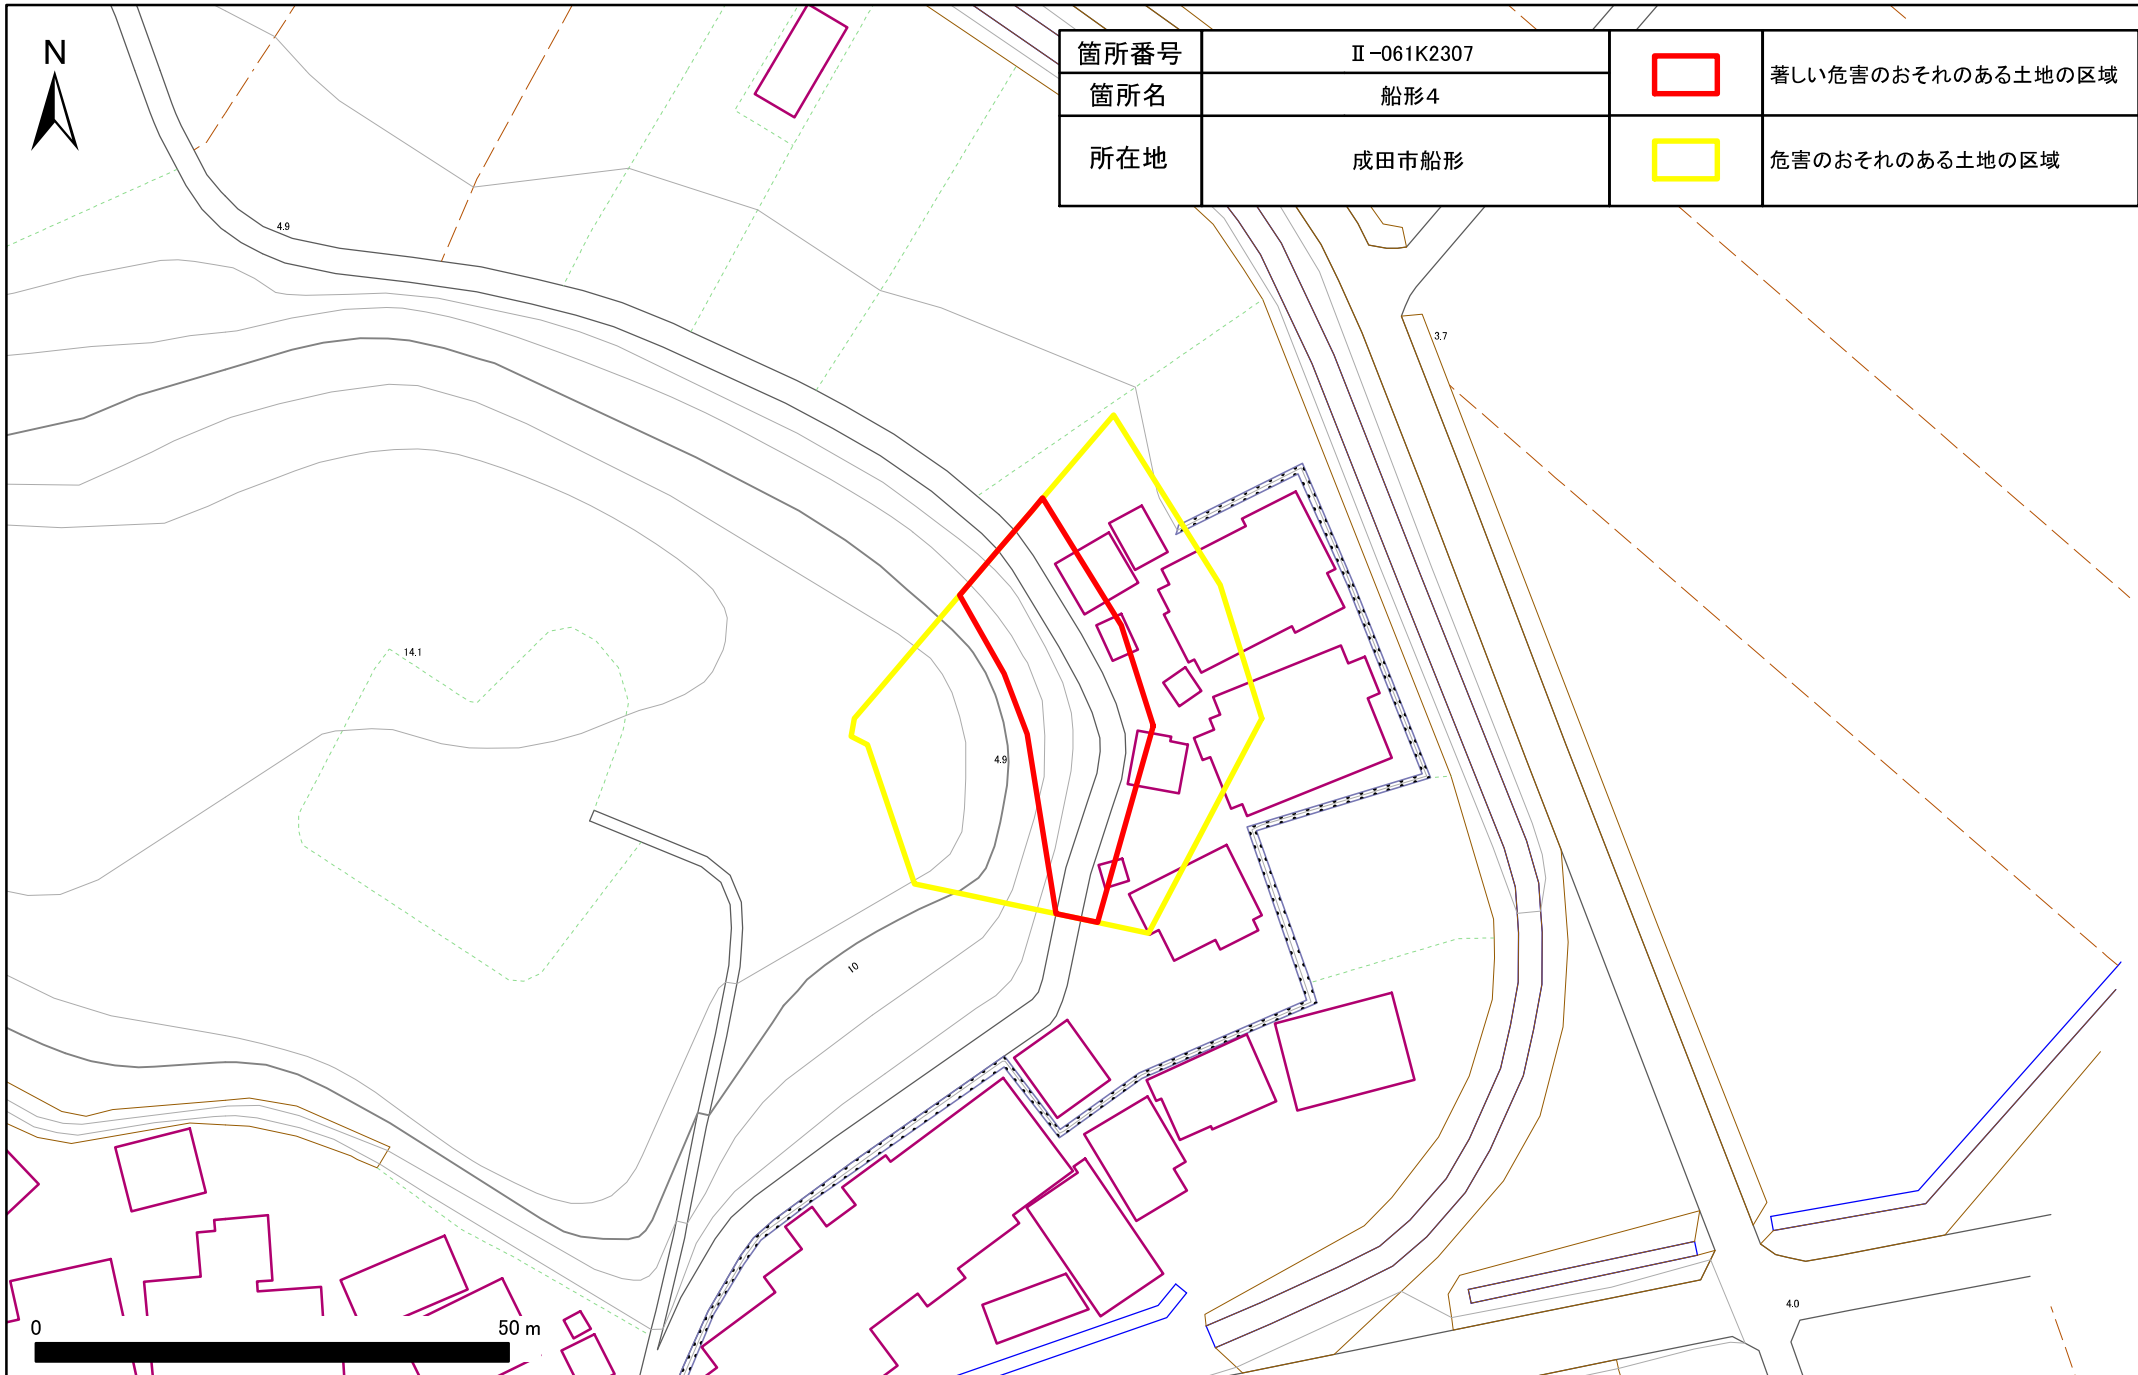 N
箇所番号
Ⅱ-061K2307
著しい危害のおそれのある土地の区域
箇所名
船形4
所在地
成田市船形
危害のおそれのある土地の区域
4.9
3.7
14.1
4.9
10
4.0
0
50 m